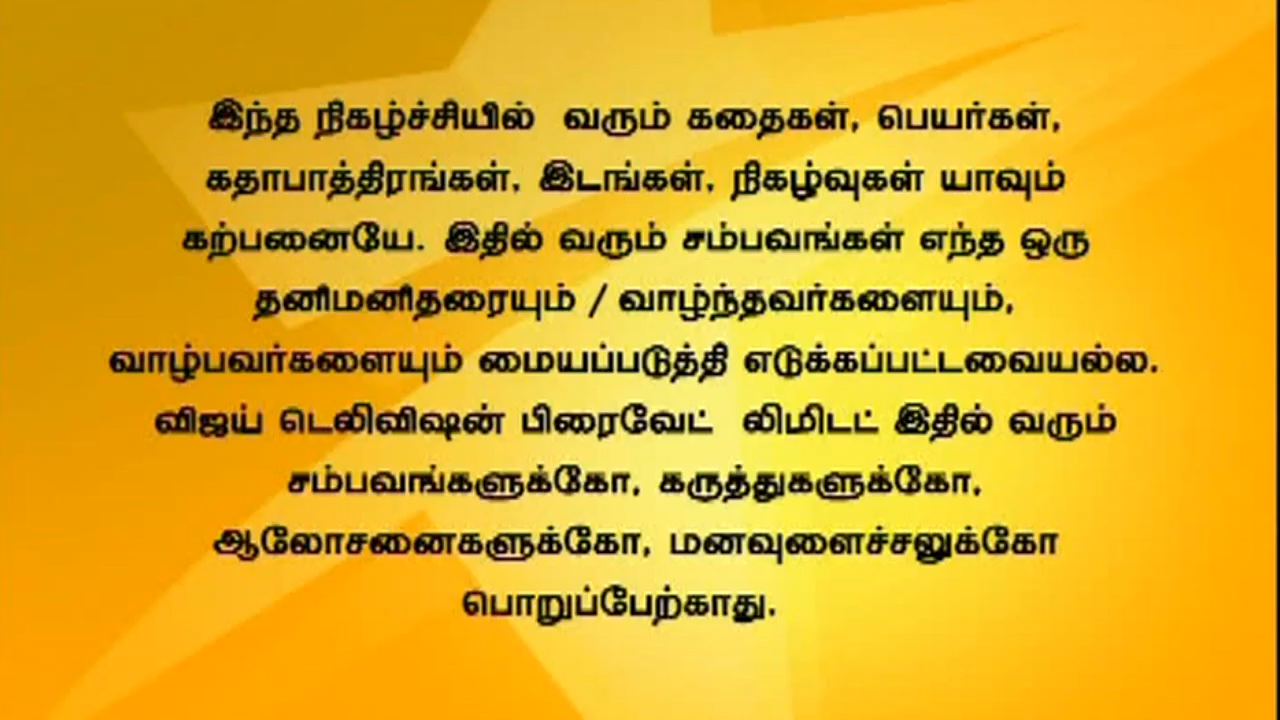 இந்த நிகழ்ச்சியில் வரும் கதைகள், பெயர்கள்,
கதாபாத்திரங்கள், இடங்கள், நிகழ்வுகள் யாவும்
கற்பனையே. இதில் வரும் சம்பவங்கள் எந்த ஒரு
தனிமனிதரையும் / வாழ்ந்தவர்களையும்,
வாழ்பவர்களையும் மையப்படுத்தி எடுக்கப்பட்டவையல்ல.
விஜய் டெலிவிஷன் பிரைவேட் லிமிடட் இதில் வரும்
சம்பவங்களுக்கோ, கருத்துகளுக்கோ,
ஆலோசனைகளுக்கோ, மனவுளைச்சலுக்கோ
பொறுப்பேற்காது.